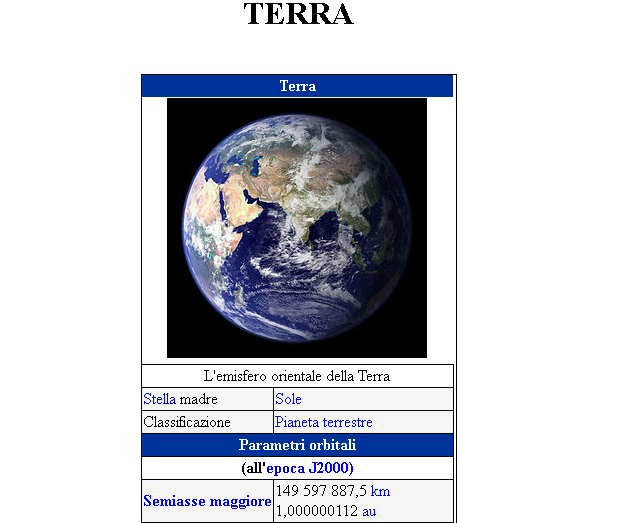 TERRA
Terra
L'emisfero orientale della Terra
Stella madre Sole
Classificazione Pianeta terrestre
Parametri orbitali
(all'epoca J2000)
Semiasse maggiore 149 597 887,5 km
1,000000112 au